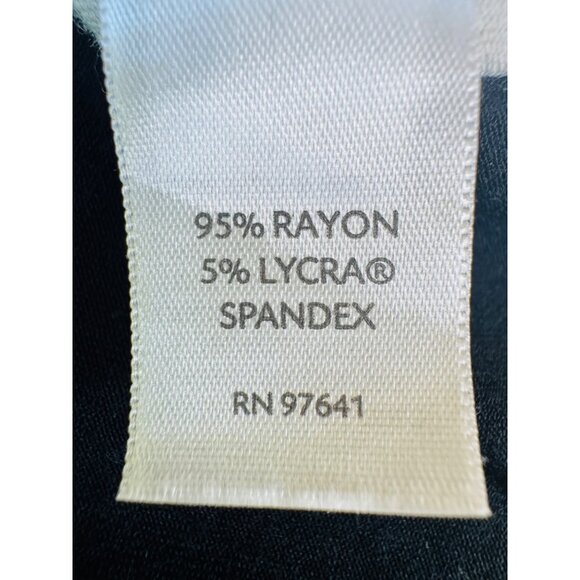 95% RAYON
5% LYCRA®
SPANDEX
RN 97641